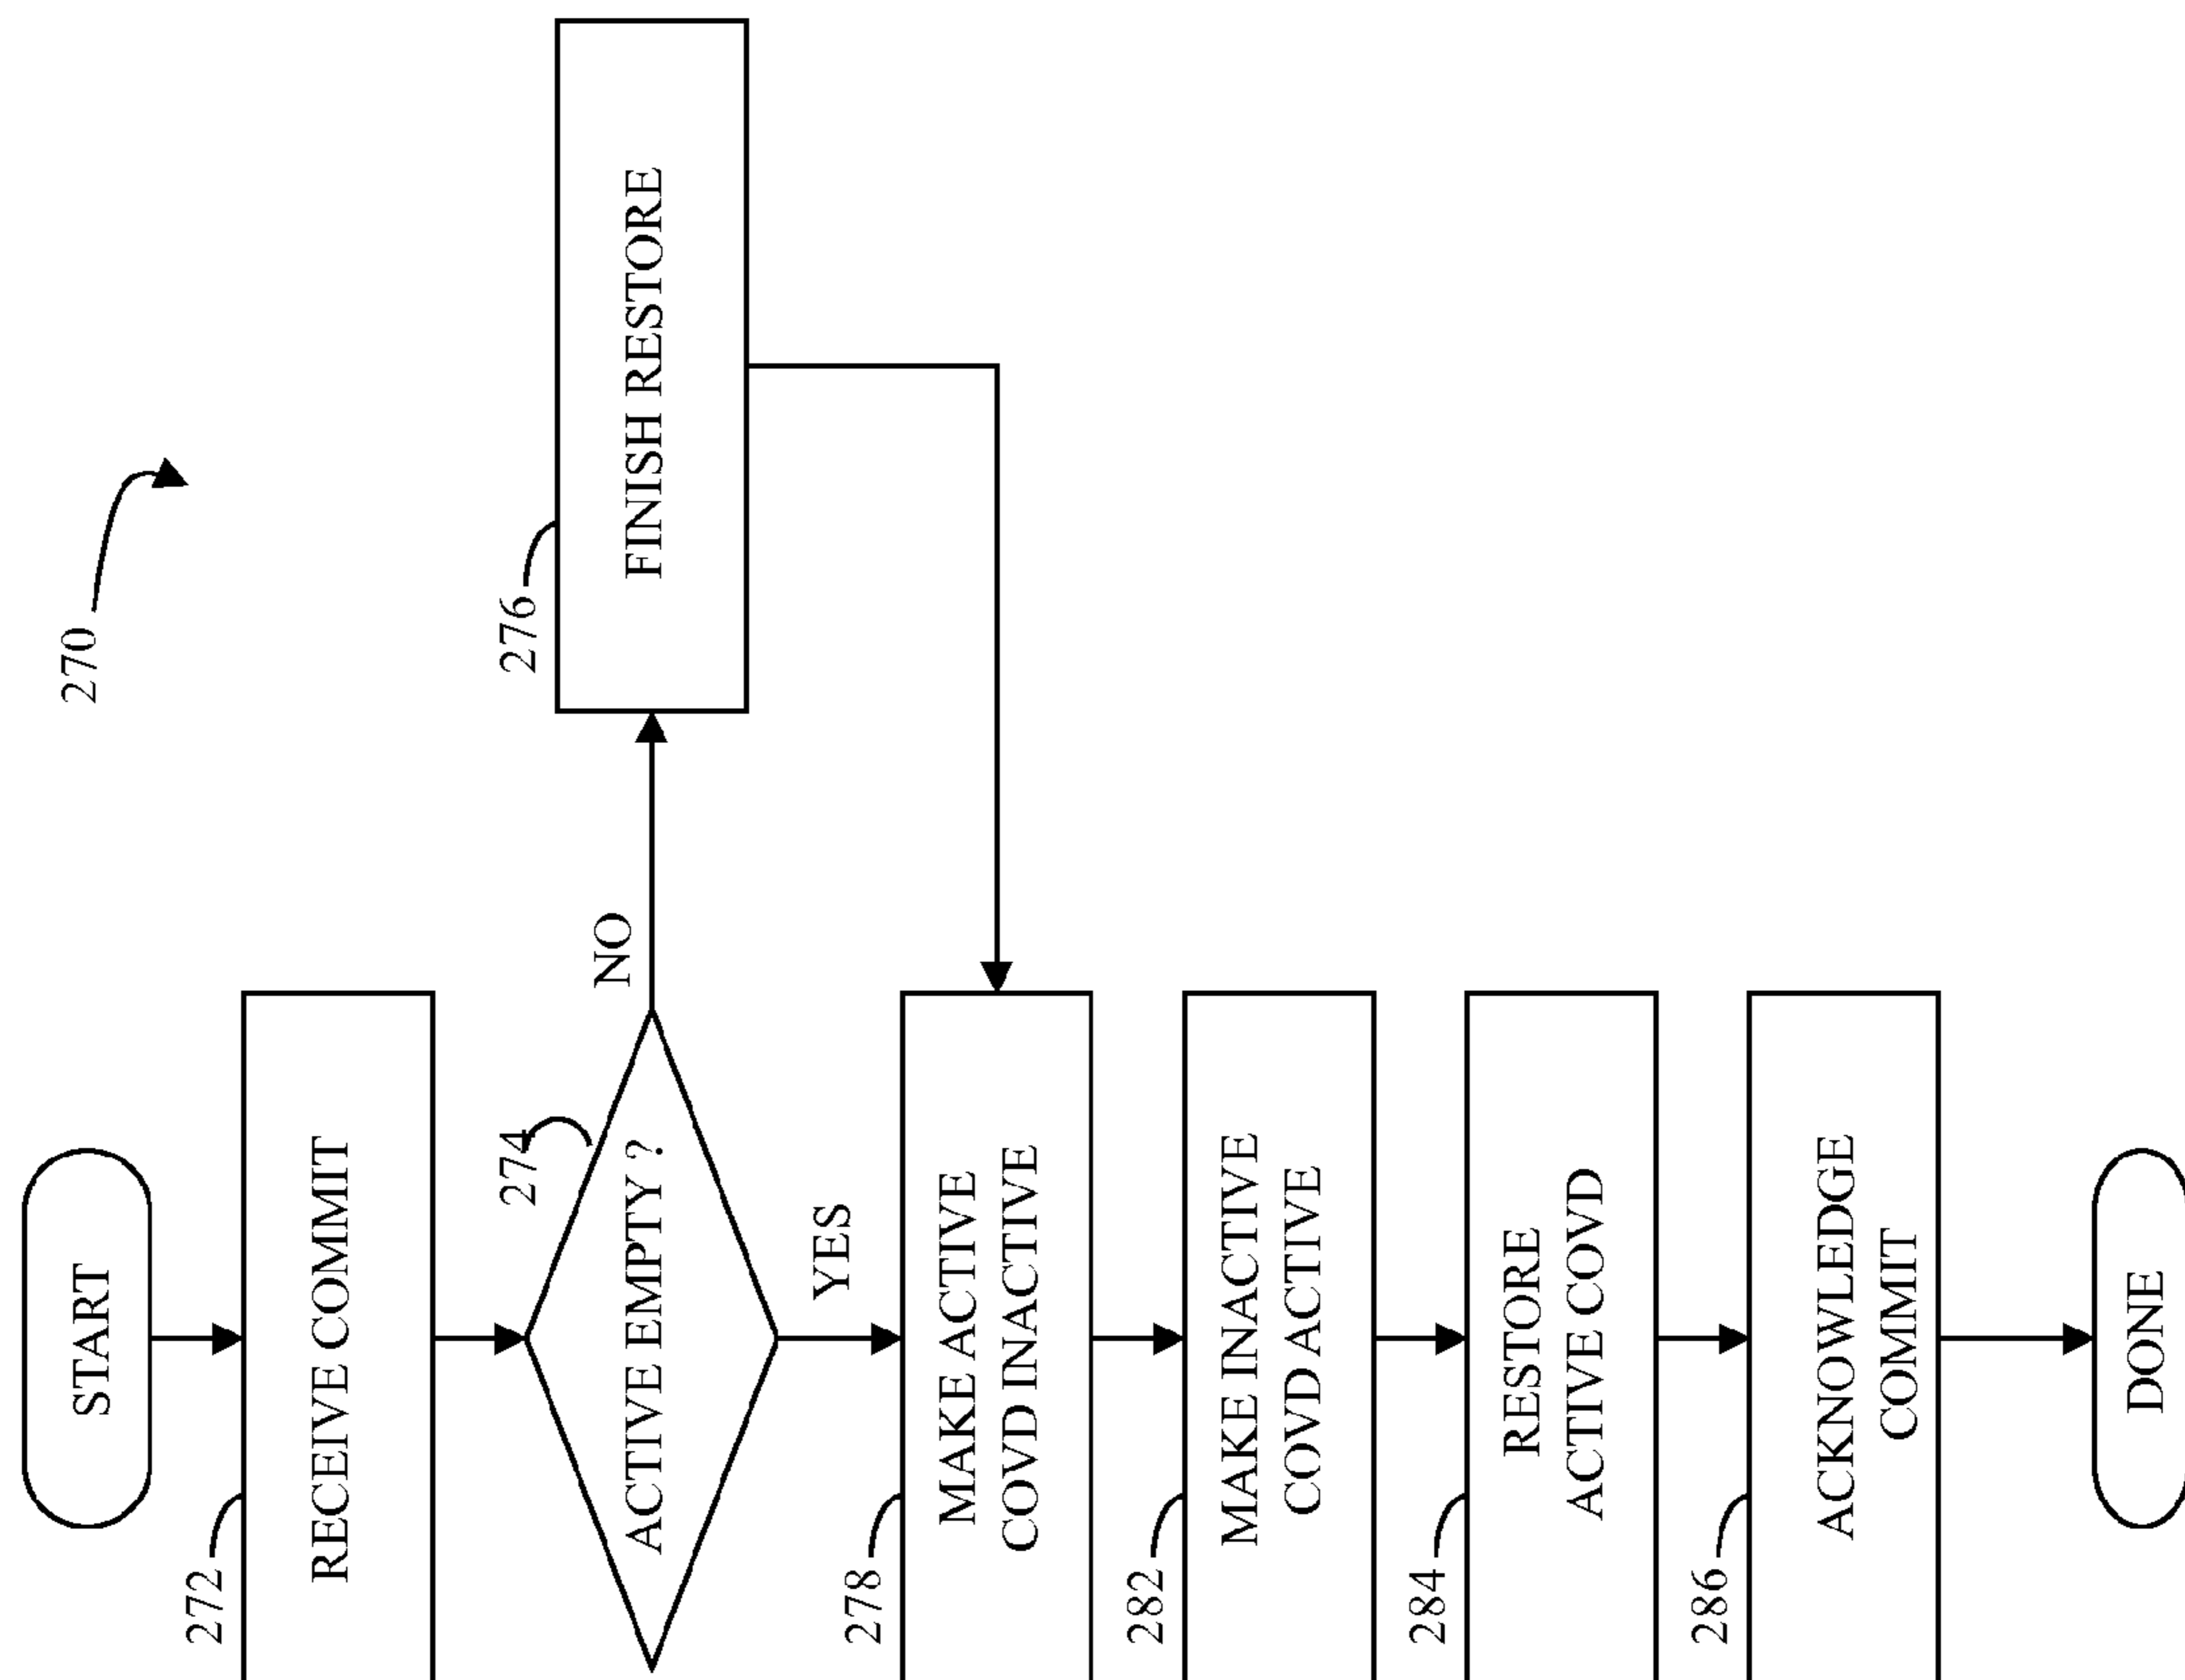 270
START
272
RECEIVE COMMIT
274
ACTIVE EMPTY ?
NO
276
FINISH RESTORE
YES
278
MAKE ACTIVE
COVD INACTIVE
282
MAKE INACTIVE
COVD ACTIVE
284
RESTORE
ACTIVE COVD
286
ACKNOWLEDGE
COMMIT
DONE